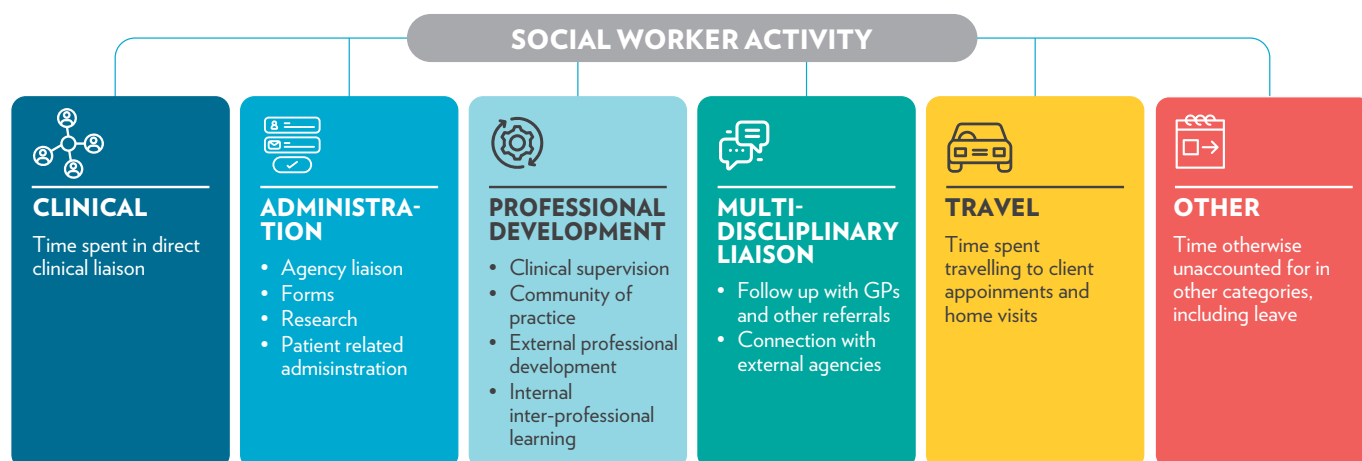 SOCIAL WORKER ACTIVITY
CLINICAL
Time spent in direct
clinical liaison
ADMINISTRA-
TION
• Agency liaison
• Forms
• Research
• Patient related
admisinstration
PROFESSIONAL
DEVELOPMENT
• Clinical supervision
• Community of
practice
• External professional
development
• Internal
inter-professional
learning
MULTI-
DISCLIPLINARY
LIAISON
• Follow up with GPs
and other referrals
• Connection with
external agencies
TRAVEL
Time spent
travelling to client
appoinments and
home visits
OTHER
Time otherwise
unaccounted for in
other categories,
including leave